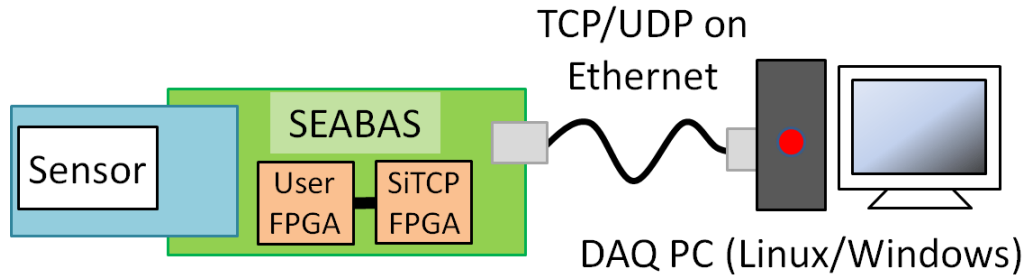 TCP/UDP on
Ethernet
SEABAS
Sensor
User
FPGA
SiTCP
FPGA
DAQ PC (Linux/Windows)